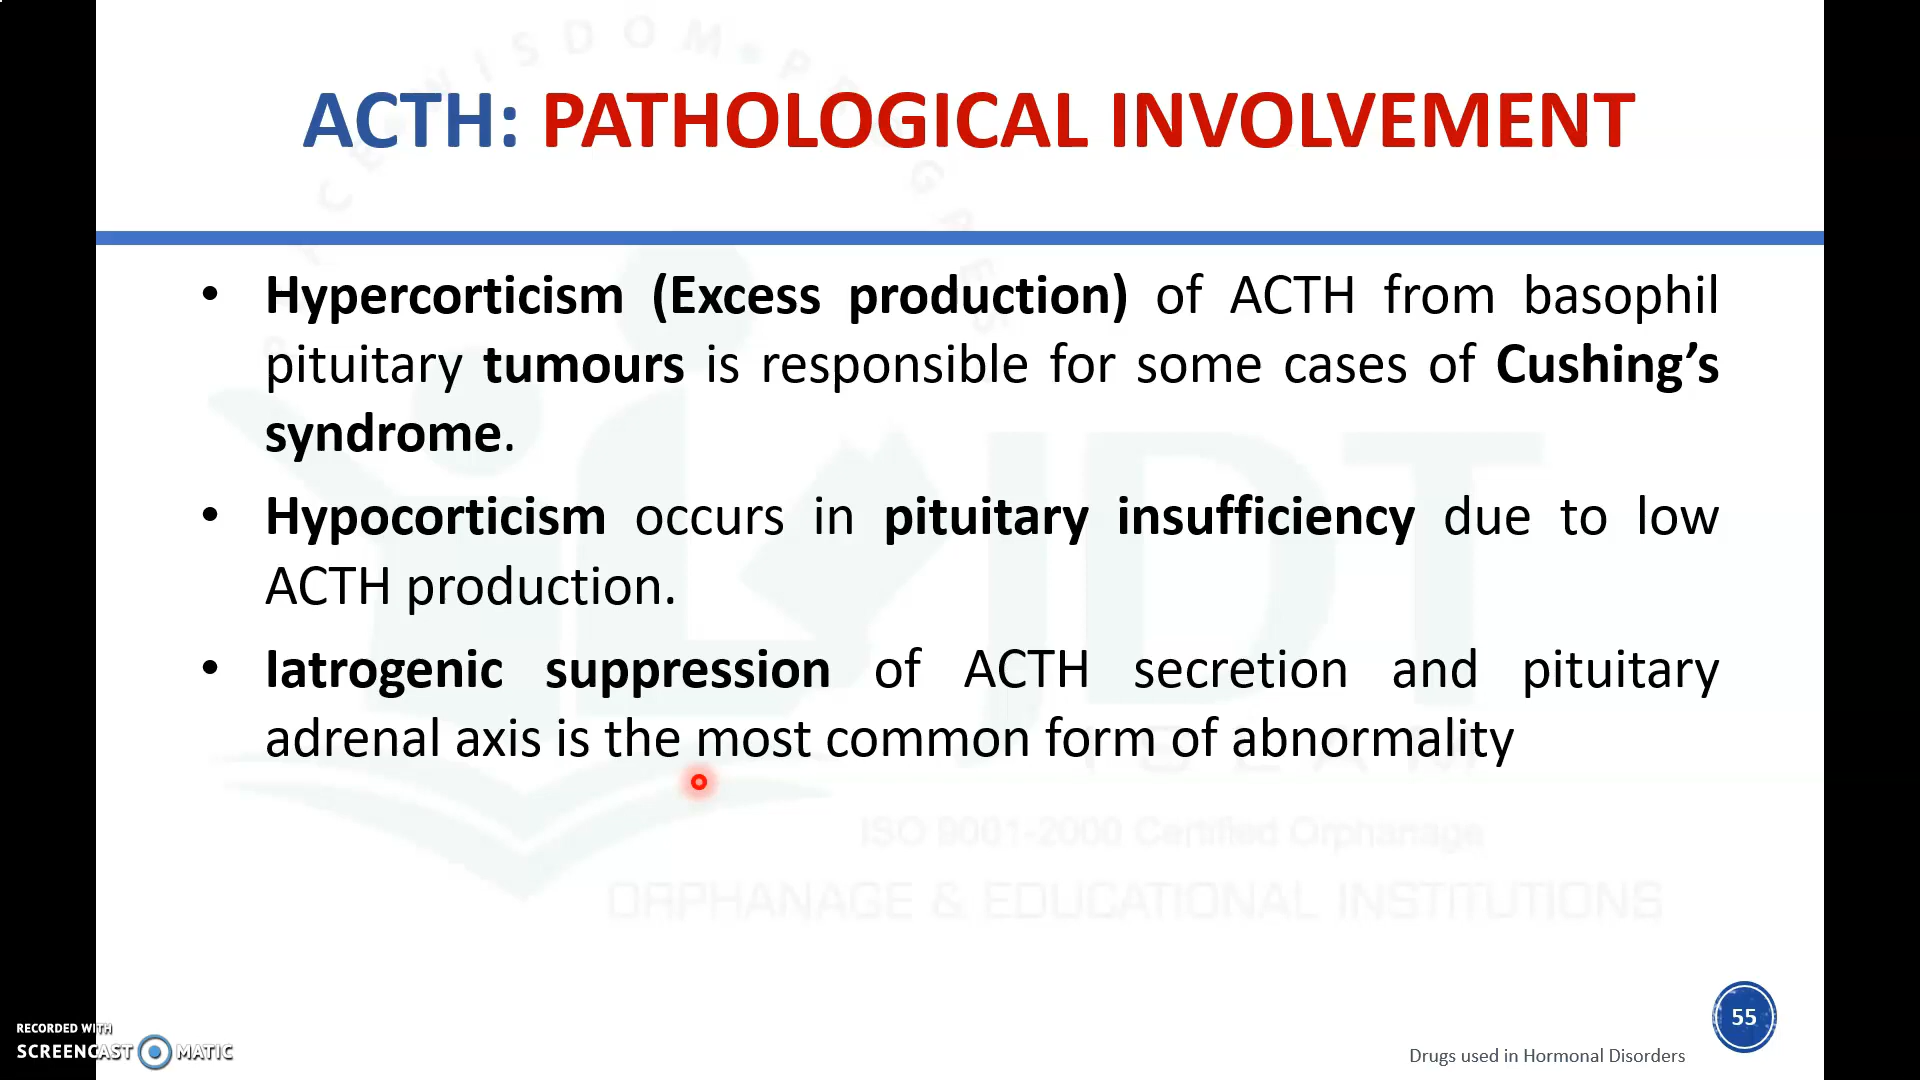 ACTH: PATHOLOGICAL INVOLVEMENT
• Hypercorticism (Excess production) of ACTH from basophil
pituitary tumours is responsible for some cases of Cushing’s
syndrome.
• Hypocorticism occurs in pituitary insufficiency due to low
ACTH production.
• Iatrogenic suppression of ACTH secretion and pituitary
adrenal axis is the most common form of abnormality
JDT
ISLAM
ISO 9001-2000 Certified Orphanage
ORPHANAGE & EDUCATIONAL INSTITUTIONS
55
Drugs used in Hormonal Disorders
RECORDED WITH
SCREENCAST MATIC